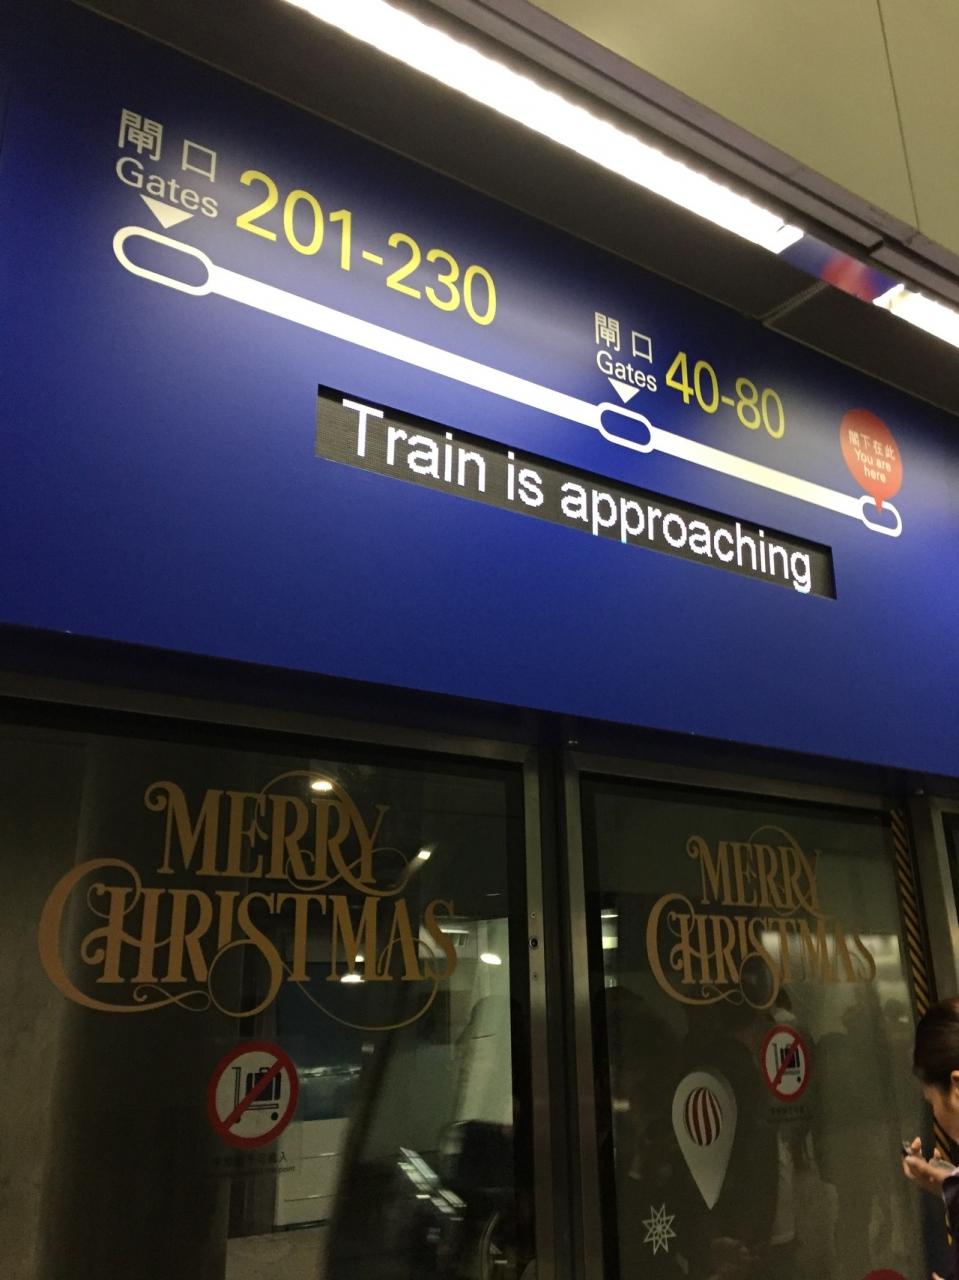 閘口
Gates
201-230
閘口
Gates
40-80
閣下在此
You are
here
Train is approaching
MERRY
CHRISTMAS
MERRY
CHRISTMAS